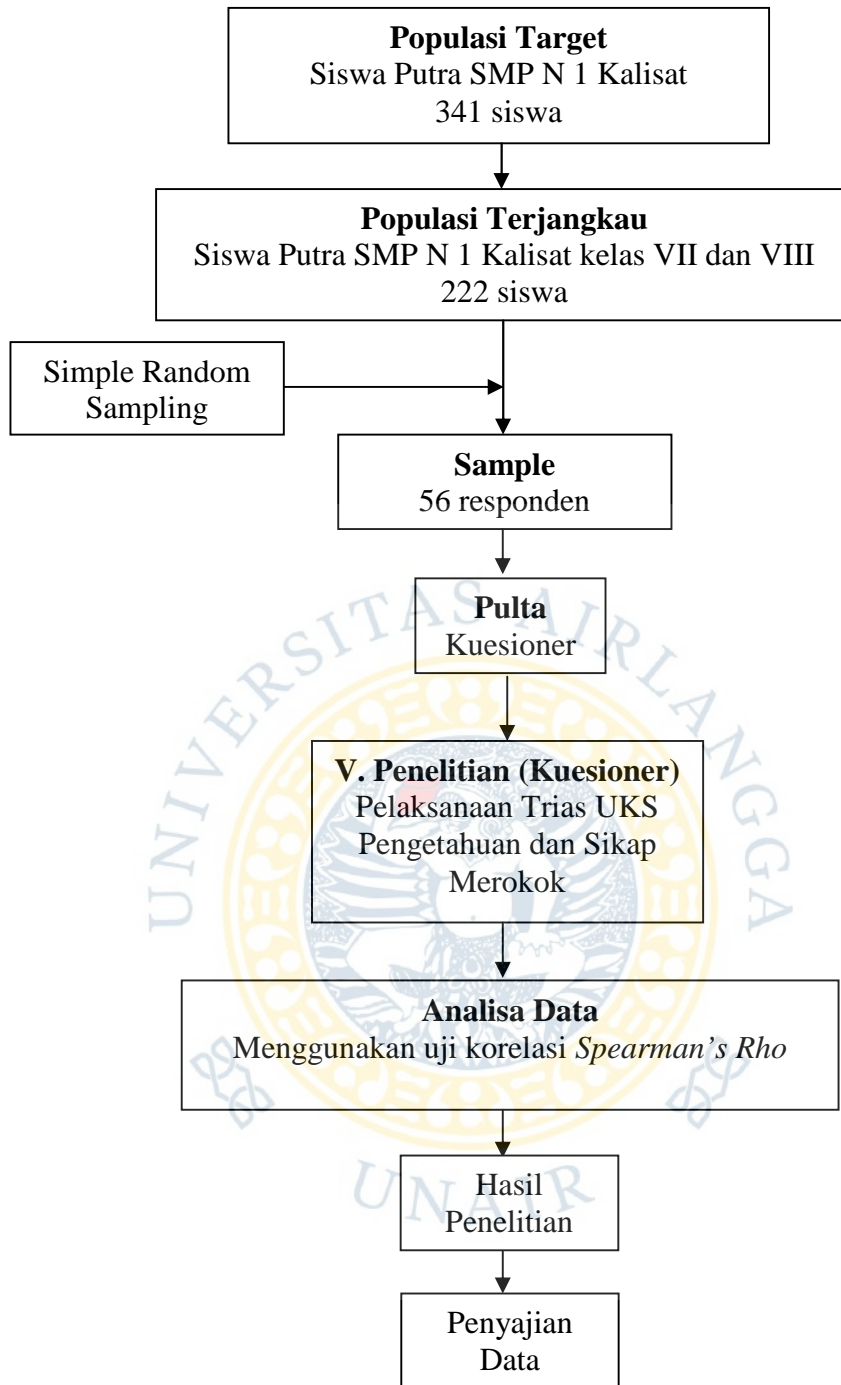 Populasi Target
Siswa Putra SMP N 1 Kalisat
341 siswa
Populasi Terjangkau
Siswa Putra SMP N 1 Kalisat kelas VII dan VIII
222 siswa
Simple Random
Sampling
Sample
56 responden
Pulta
Kuesioner
V. Penelitian (Kuesioner)
Pelaksanaan Trias UKS
Pengetahuan dan Sikap
Merokok
Analisa Data
Menggunakan uji korelasi Spearman’s Rho
Hasil
Penelitian
Penyajian
Data
UNIVERSITAS AIRLANGGA
UNAIR